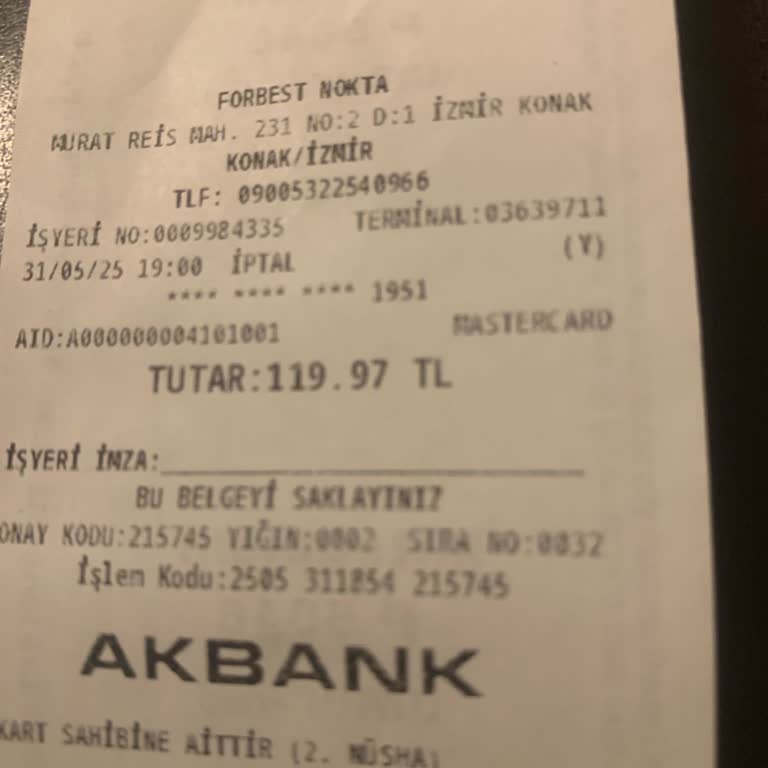 FORBEST NOKTA
MURAT REİS MAH. 231 NO:2 D:1 İZMİR KONAK
KONAK/İZMİR
TLF: 09005322540966
İŞYERİ NO:0009984335 TERMİNAL:03639711
31/05/25 19:00 İPTAL (Y)
**** **** **** 1951
AID:A0000000041010​01 MASTERCARD
TUTAR:119.97 TL
İŞYERİ İMZA:
BU BELGEYİ SAKLAYINIZ
ONAY KODU:215745 YIĞIN:0002 SIRA NO:0032
İşlem Kodu:2505 311854 215745
AKBANK
KART SAHİBİNE AİTTİR (2. NÜSHA)